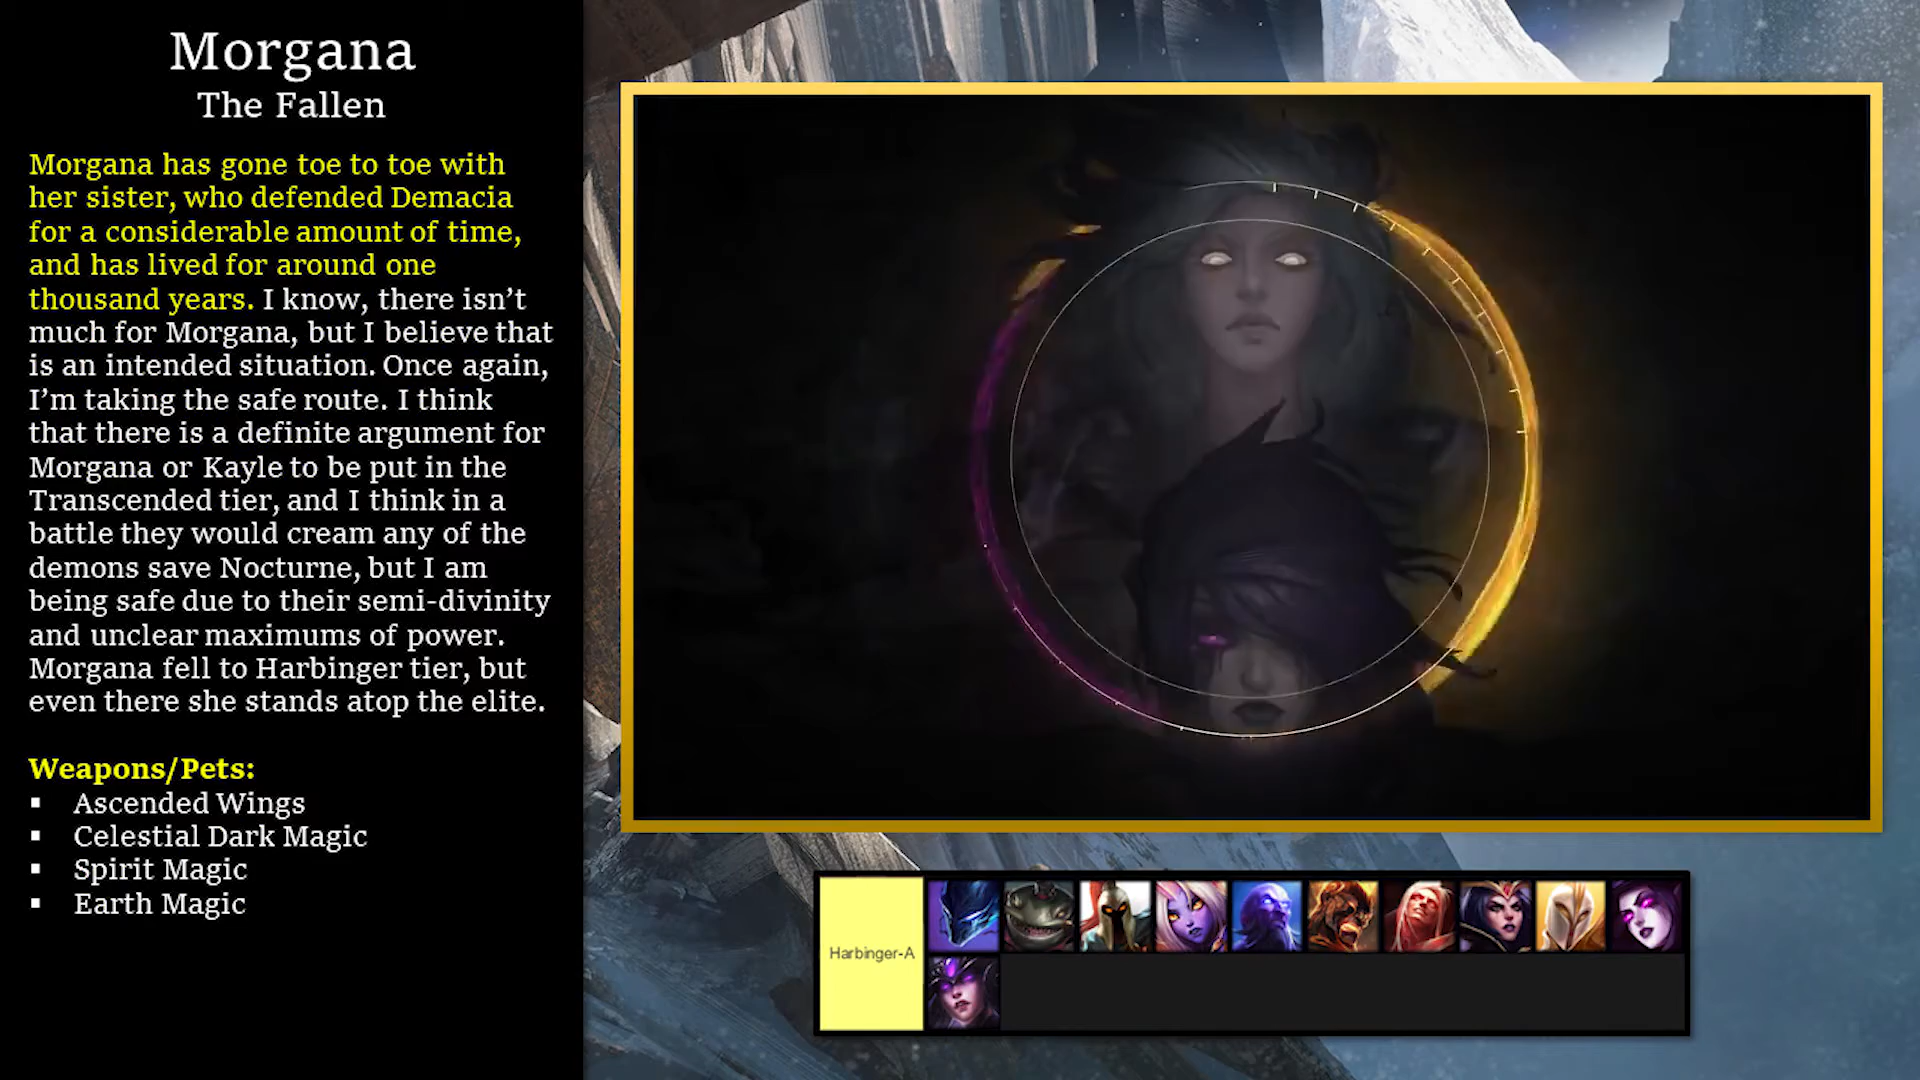 Morgana
The Fallen
Morgana has gone toe to toe with
her sister, who defended Demacia
for a considerable amount of time,
and has lived for around one
thousand years. I know, there isn’t
much for Morgana, but I believe that
is an intended situation. Once again,
I’m taking the safe route. I think
that there is a definite argument for
Morgana or Kayle to be put in the
Transcended tier, and I think in a
battle they would cream any of the
demons save Nocturne, but I am
being safe due to their semi-divinity
and unclear maximums of power.
Morgana fell to Harbinger tier, but
even there she stands atop the elite.
Weapons/Pets:
▪ Ascended Wings
▪ Celestial Dark Magic
▪ Spirit Magic
▪ Earth Magic
Harbinger-A